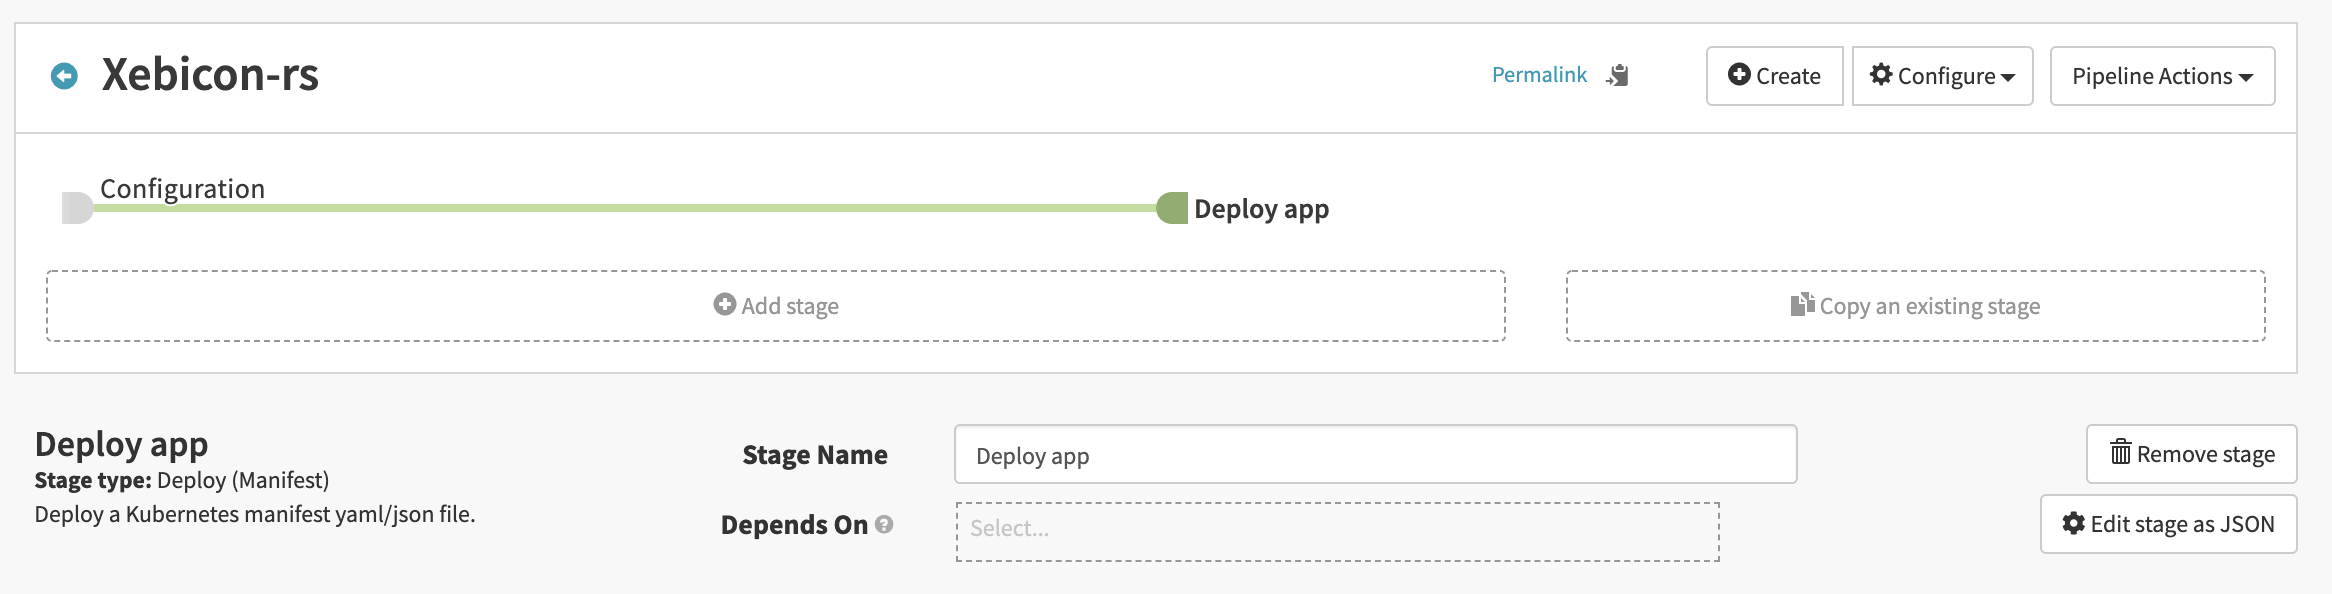 Xebicon-rs
Permalink
Create
Configure
Pipeline Actions
Configuration
Deploy app
Add stage
Copy an existing stage
Deploy app
Stage type: Deploy (Manifest)
Deploy a Kubernetes manifest yaml/json file.
Stage Name
Deploy app
Remove stage
Depends On ?
Select...
Edit stage as JSON